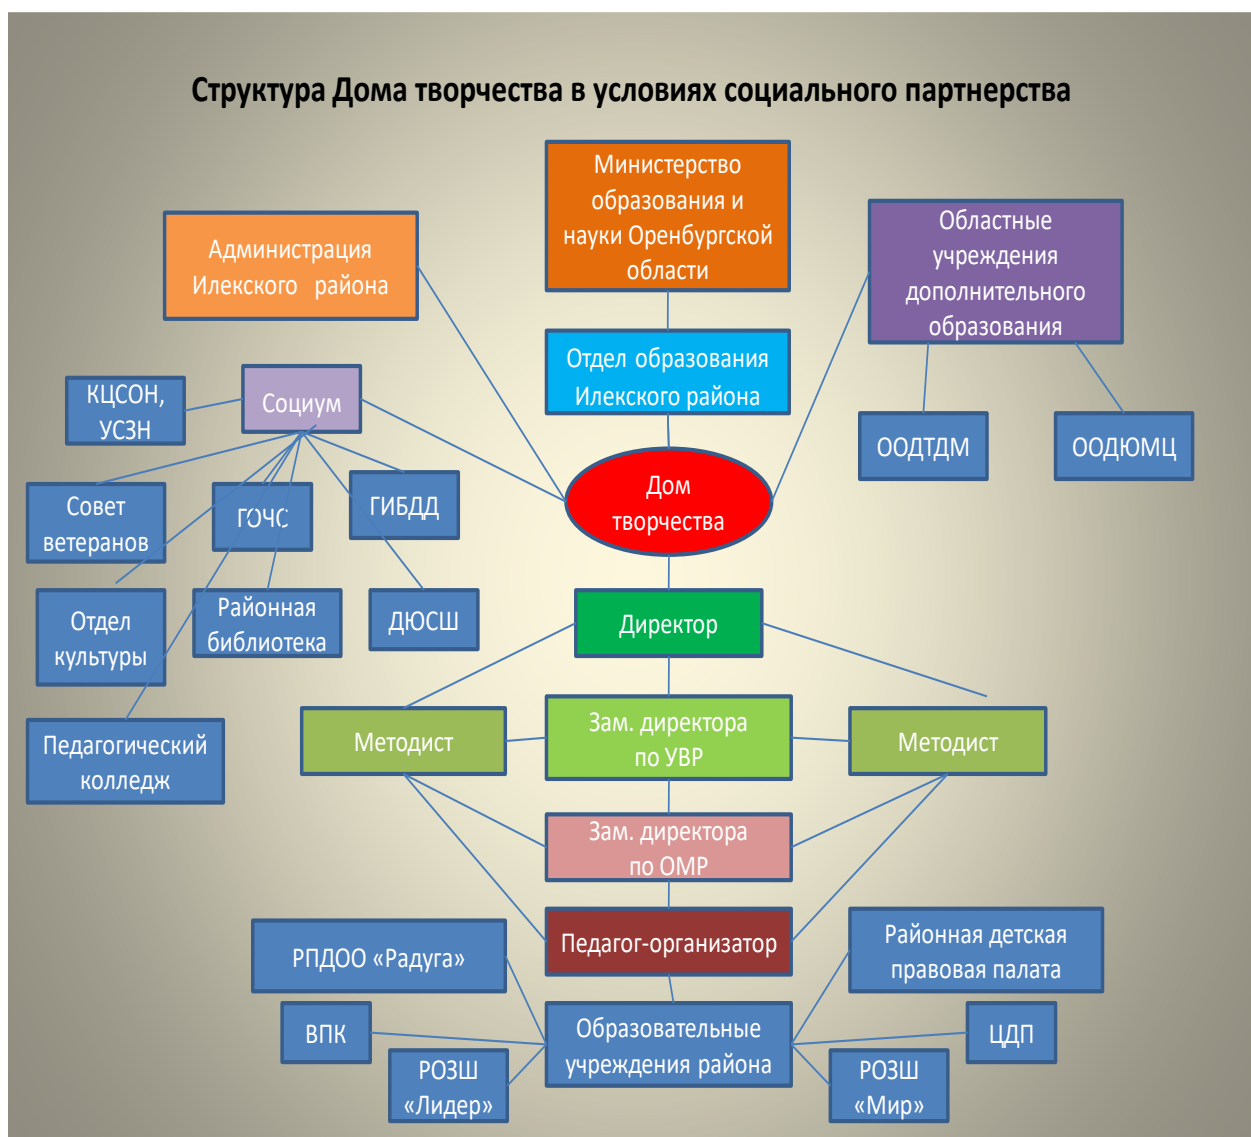 Структура Дома творчества в условиях социального партнерства
Министерство
образования и
науки Оренбургской
области
Администрация
Илекского района
Областные
учреждения
дополнительного
образования
Отдел образования
Илекского района
КЦСОН,
УСЗН
Социум
ООДТДМ
ООДЮМЦ
Дом
творчества
Совет
ветеранов
ГОЧС
ГИБДД
Отдел
культуры
Районная
библиотека
ДЮСШ
Директор
Педагогический
колледж
Методист
Зам. директора
по УВР
Методист
Зам. директора
по ОМР
Педагог-организатор
РПДОО «Радуга»
Районная детская
правовая палата
ВПК
Образовательные
учреждения района
ЦДП
РОЗШ
«Лидер»
РОЗШ
«Мир»